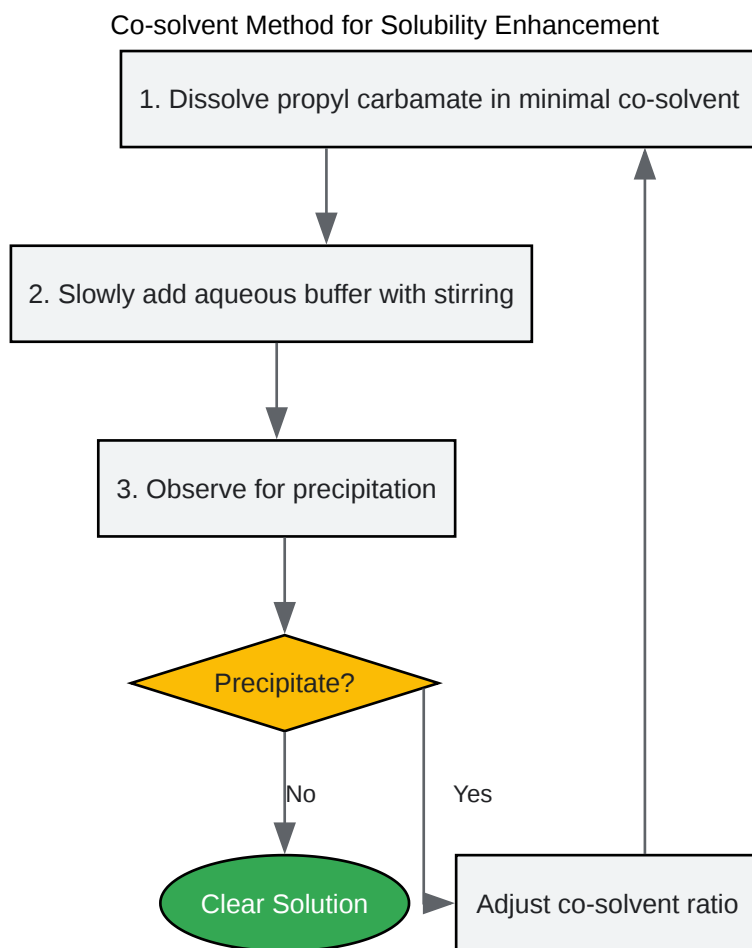 Co-solvent Method for Solubility Enhancement
1. Dissolve propyl carbamate in minimal co-solvent
2. Slowly add aqueous buffer with stirring
3. Observe for precipitation
Precipitate?
No
Yes
Clear Solution
Adjust co-solvent ratio